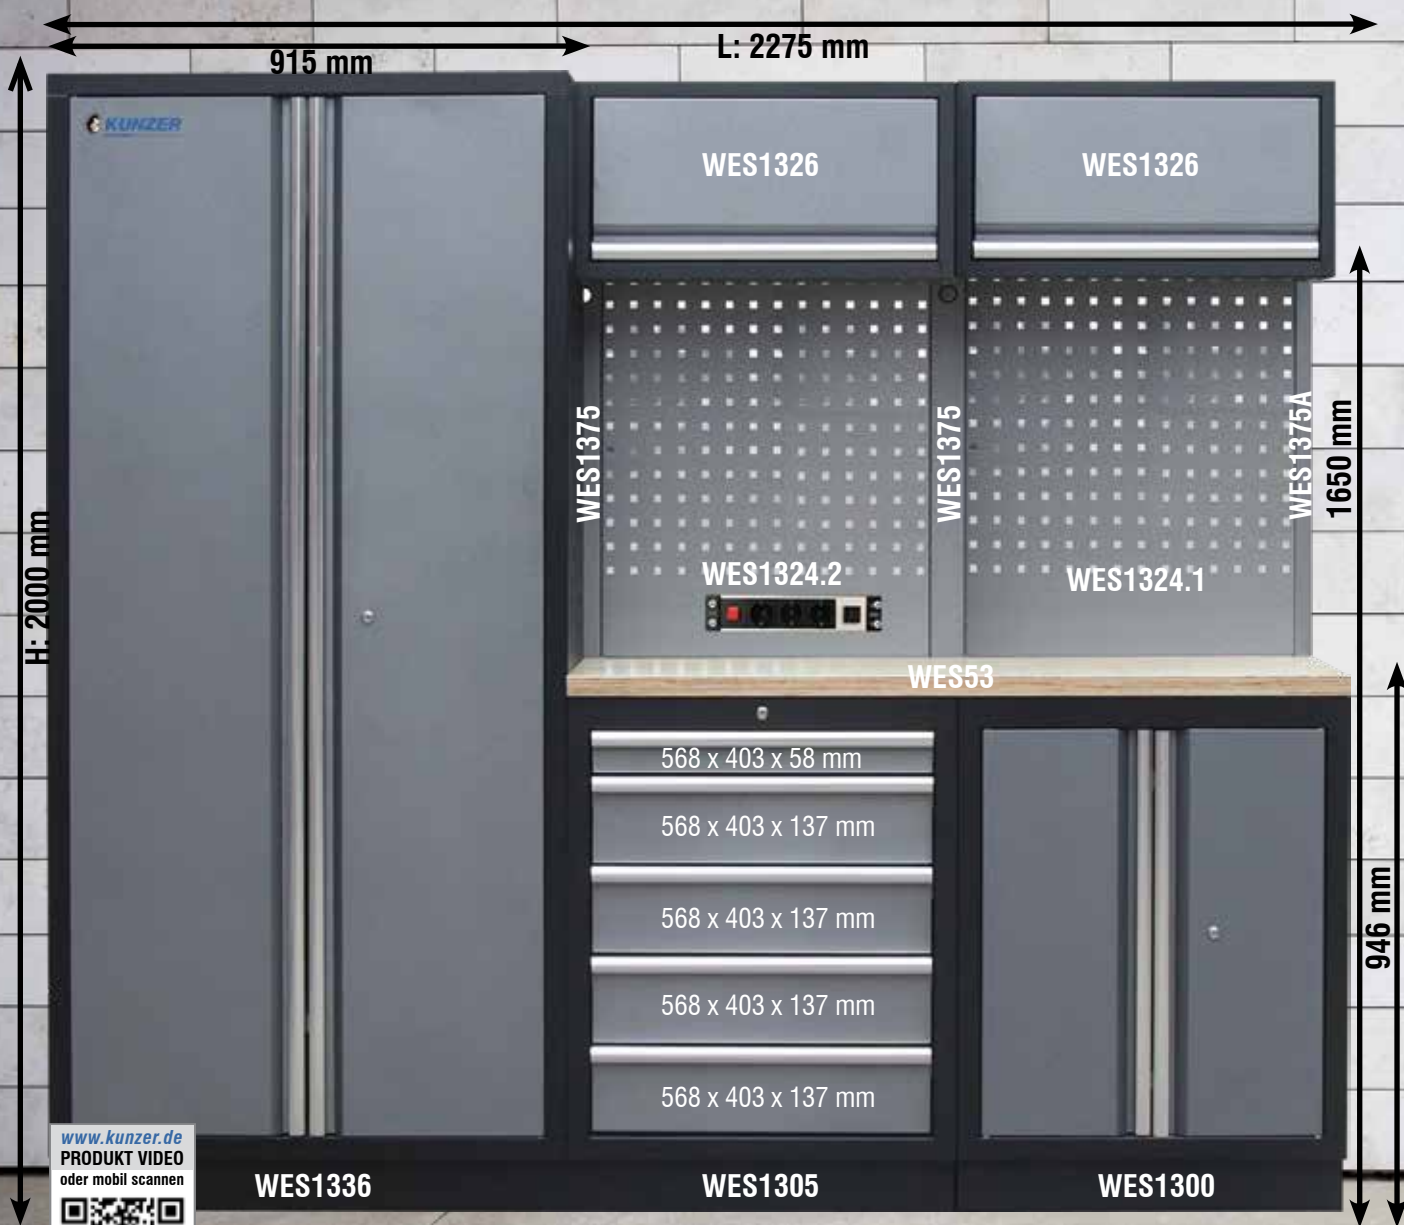 L: 2275 mm
915 mm
KUNZER
WES1326
WES1326
WES1375
WES1375
WES1375A
1650 mm
H: 2000 mm
WES1324.2
WES1324.1
WES53
568 x 403 x 58 mm
568 x 403 x 137 mm
568 x 403 x 137 mm
568 x 403 x 137 mm
568 x 403 x 137 mm
946 mm
www.kunzer.de
PRODUKT VIDEO
oder mobil scannen
WES1336
WES1305
WES1300